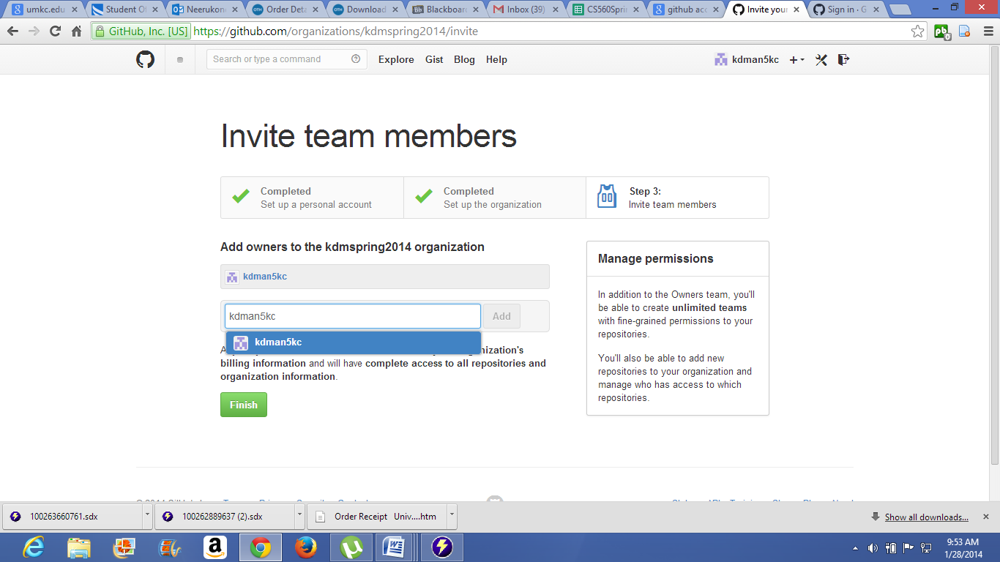 umkc.edu
Student Of
Neerukon
Order Deta
Download
Blackboar
Inbox (39)
CS560Spri
github acc
Invite your
Sign in · G
GitHub, Inc. [US] https://github.com/organizations/kdmspring2014/invite
Search or type a command
Explore Gist Blog Help
kdman5kc
Invite team members
Completed
Set up a personal account
Completed
Set up the organization
Step 3:
Invite team members
Add owners to the kdmspring2014 organization
kdman5kc
kdman5kc Add
kdman5kc
billing information and will have complete access to all repositories and
organization information.
Finish
Manage permissions
In addition to the Owners team, you'll
be able to create unlimited teams
with fine-grained permissions to your
repositories.
You'll also be able to add new
repositories to your organization and
manage who has access to which
repositories.
100263660761.sdx
100262889637 (2).sdx
Order Receipt Univ....htm
Show all downloads...
9:53 AM
1/28/2014